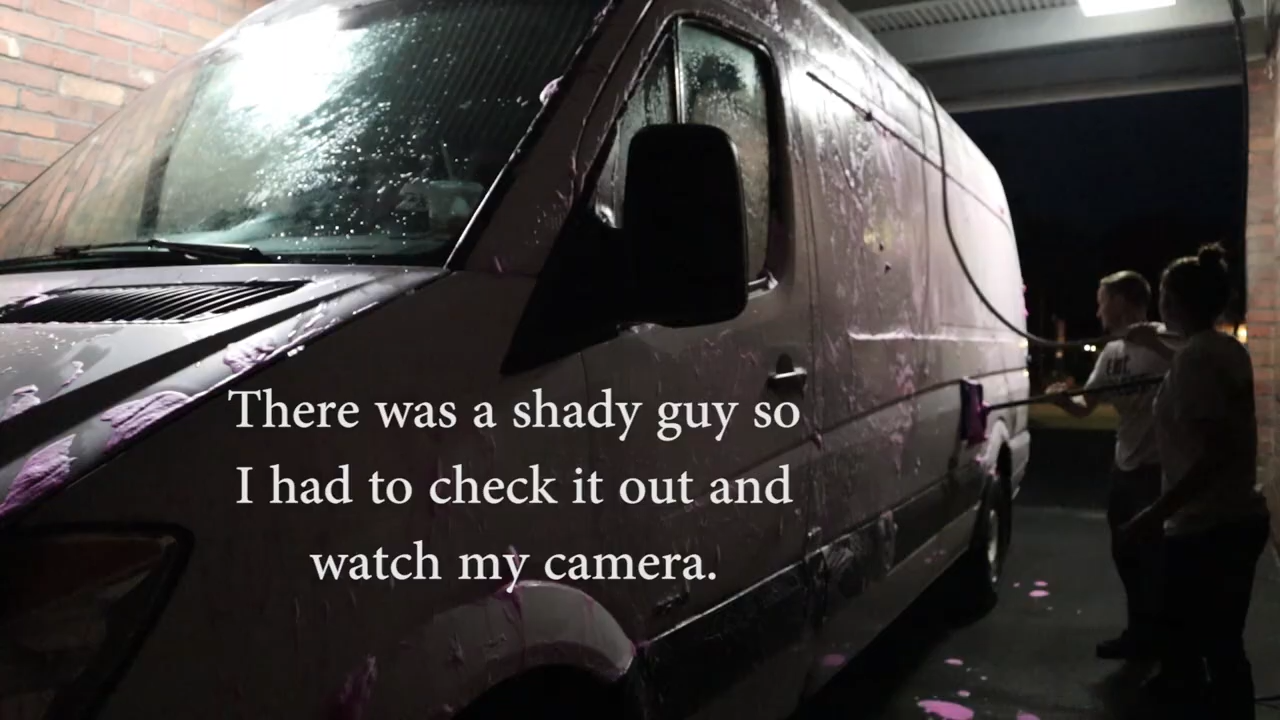 There was a shady guy so
I had to check it out and
watch my camera.